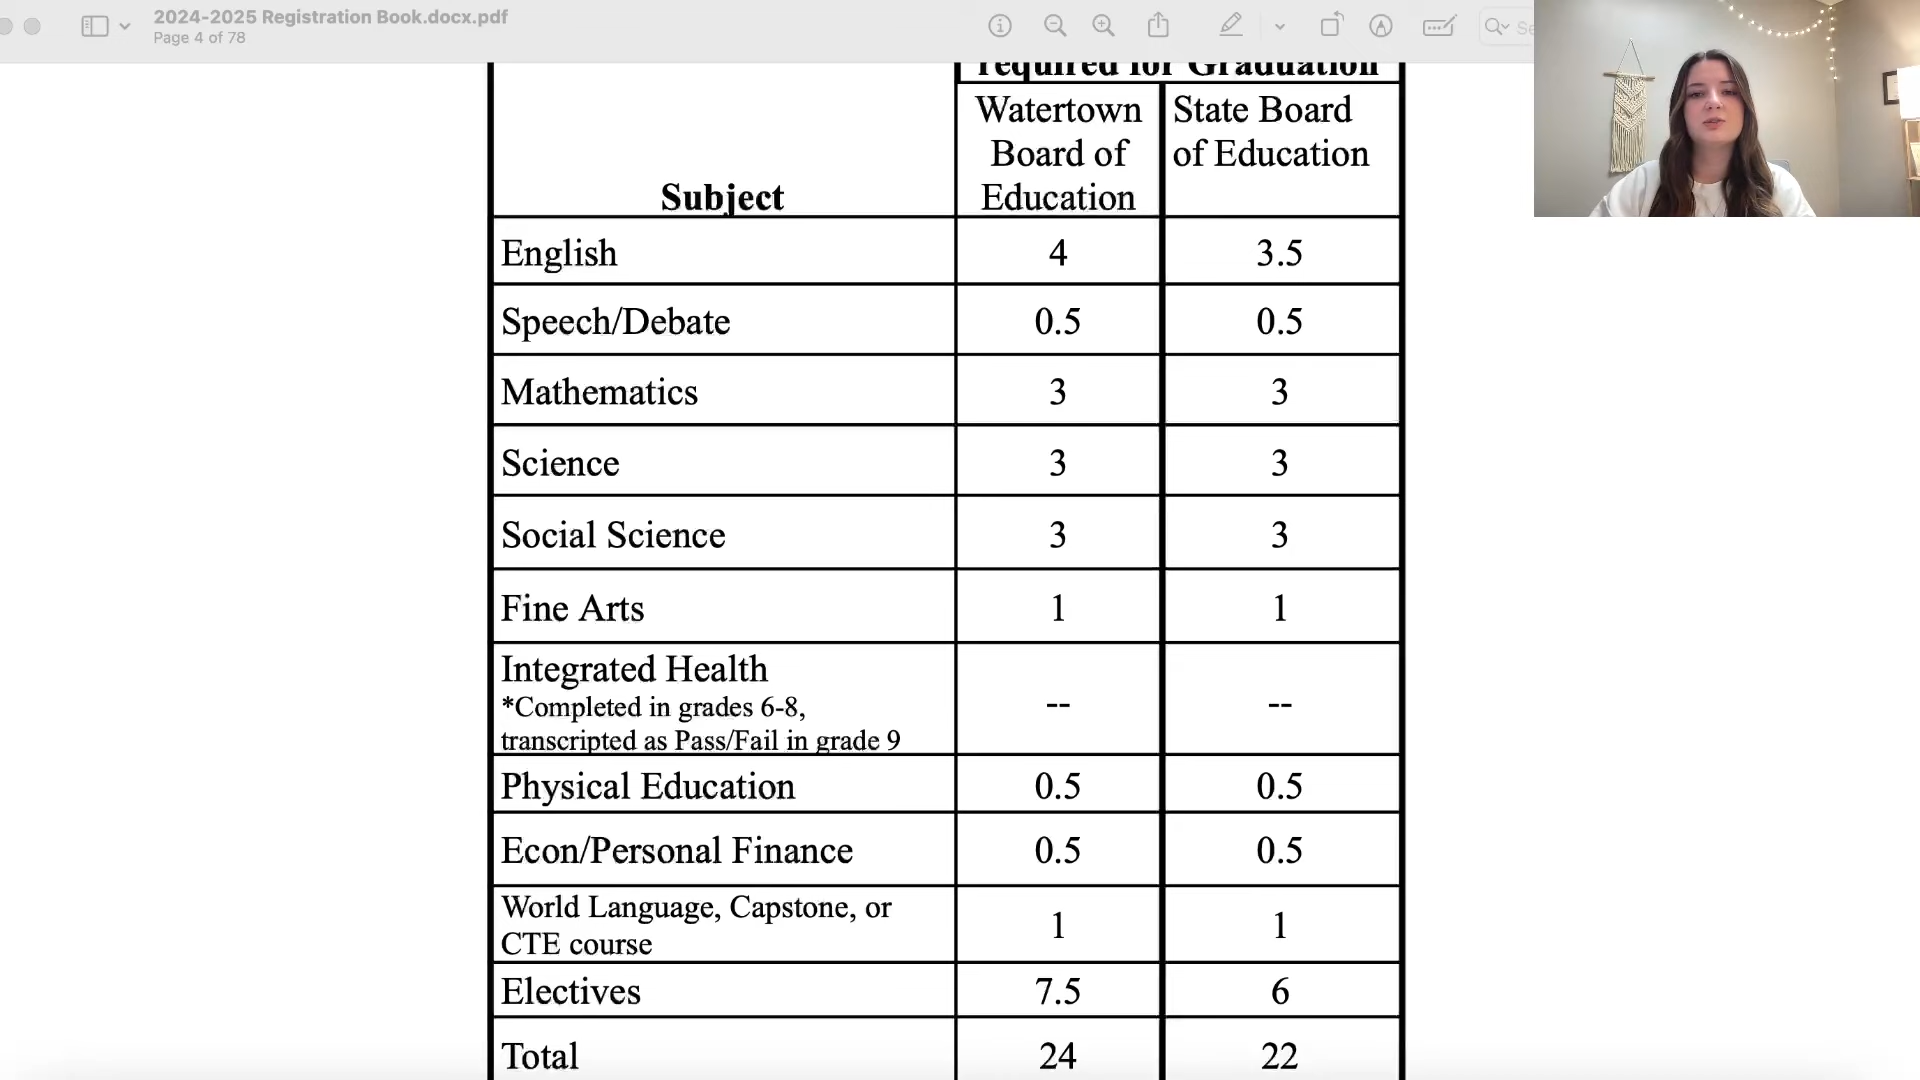 2024-2025 Registration Book.docx.pdf
Page 4 of 78
Se
required for Graduation
Subject
Watertown Board of Education
State Board of Education
English 4 3.5
Speech/Debate 0.5 0.5
Mathematics 3 3
Science 3 3
Social Science 3 3
Fine Arts 1 1
Integrated Health
*Completed in grades 6-8,
transcripted as Pass/Fail in grade 9
-- --
Physical Education 0.5 0.5
Econ/Personal Finance 0.5 0.5
World Language, Capstone, or
CTE course
1 1
Electives 7.5 6
Total 24 22